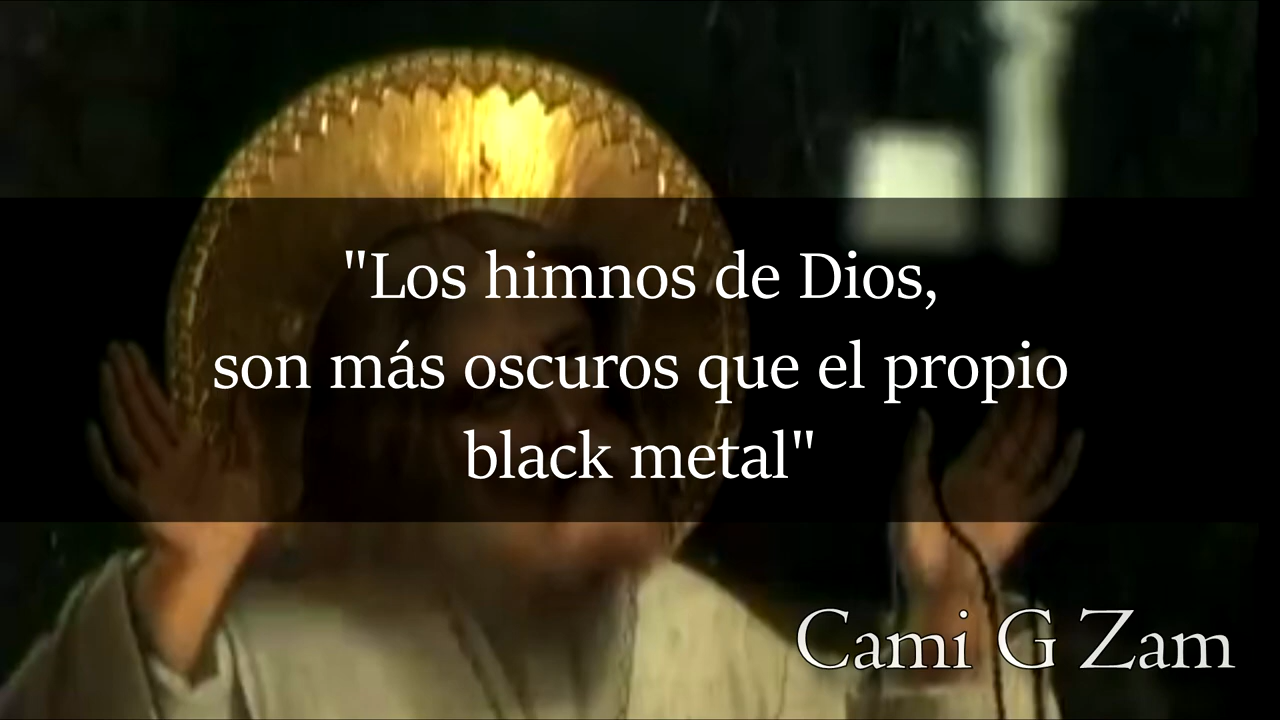 "Los himnos de Dios,
son más oscuros que el propio
black metal"
Cami G Zam